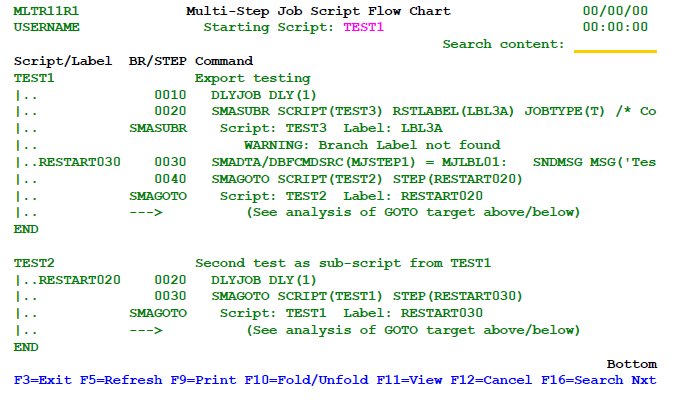 MLTR11R1 Multi-Step Job Script Flow Chart 00/00/00
USERNAME Starting Script: TEST1 00:00:00
Search content:
Script/Label BR/STEP Command
TEST1 Export testing
|.. 0010 DLYJOB DLY(1)
|.. 0020 SMASUBR SCRIPT(TEST3) RSTLABEL(LBL3A) JOBTYPE(T) /* Co
|.. SMASUBR Script: TEST3 Label: LBL3A
|.. WARNING: Branch Label not found
|..RESTART030 0030 SMADTA/DBFCMDSRC(MJSTEP1) = MJLBL01: SNDMSG MSG('Tes
|.. 0040 SMAGOTO SCRIPT(TEST2) STEP(RESTART020)
|.. SMAGOTO Script: TEST2 Label: RESTART020
|.. ---> (See analysis of GOTO target above/below)
END
TEST2 Second test as sub-script from TEST1
|..RESTART020 0020 DLYJOB DLY(1)
|.. 0030 SMAGOTO SCRIPT(TEST1) STEP(RESTART030)
|.. SMAGOTO Script: TEST1 Label: RESTART030
|.. ---> (See analysis of GOTO target above/below)
END
Bottom
F3=Exit F5=Refresh F9=Print F10=Fold/Unfold F11=View F12=Cancel F16=Search Nxt